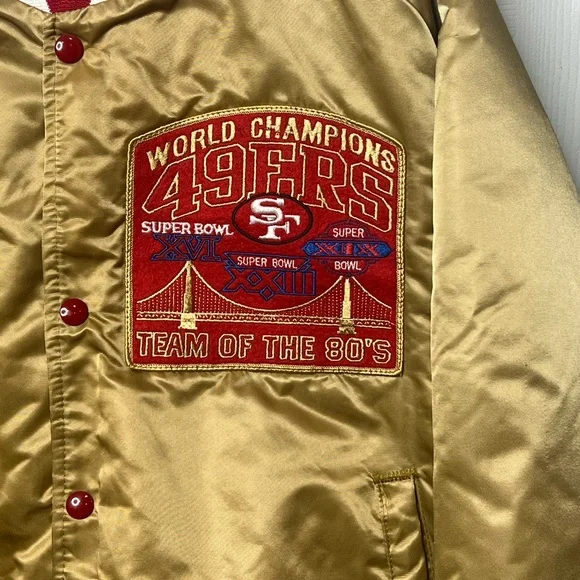 WORLD CHAMPIONS
49ERS
SF
SUPER BOWL
XVI
SUPER BOWL
XXIII
SUPER
XIX
BOWL
TEAM OF THE 80'S